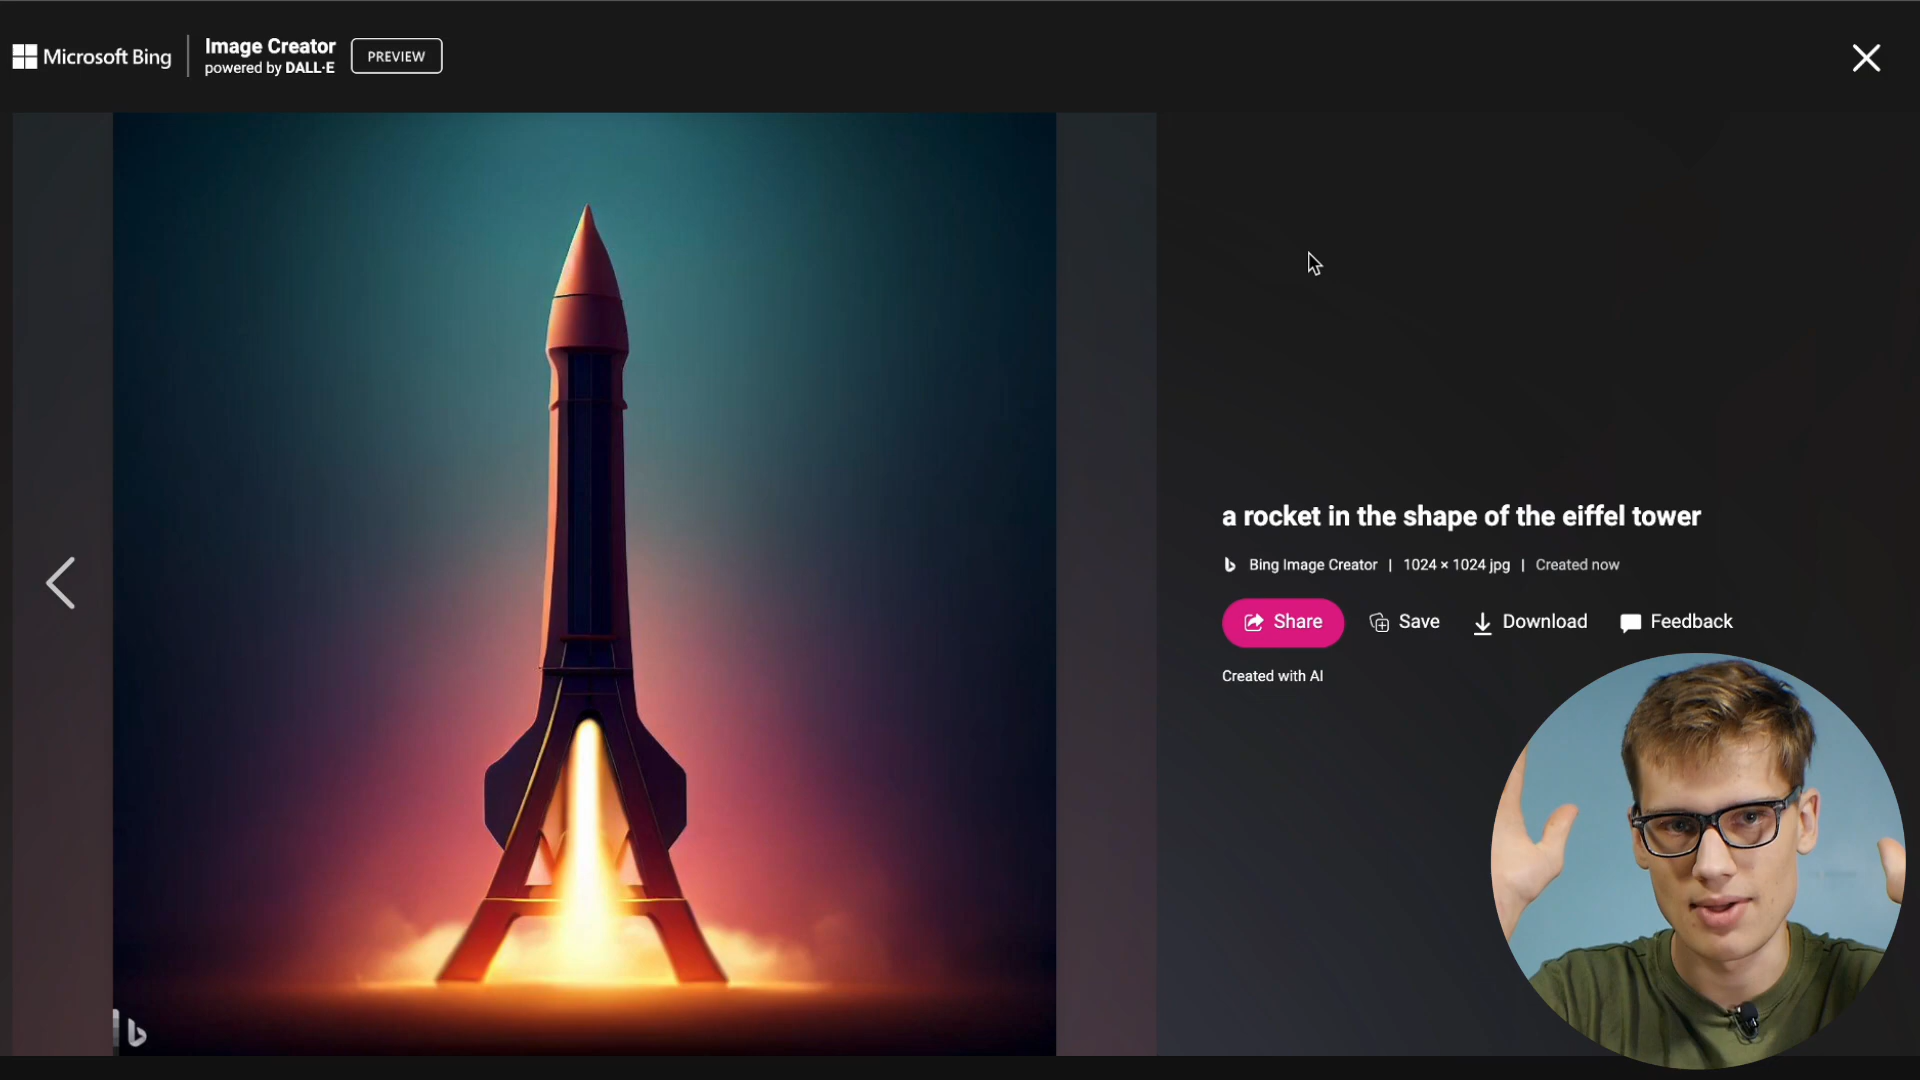 Microsoft Bing
Image Creator
powered by DALL·E
PREVIEW
a rocket in the shape of the eiffel tower
Bing Image Creator | 1024 × 1024 jpg | Created now
Share Save Download Feedback
Created with AI